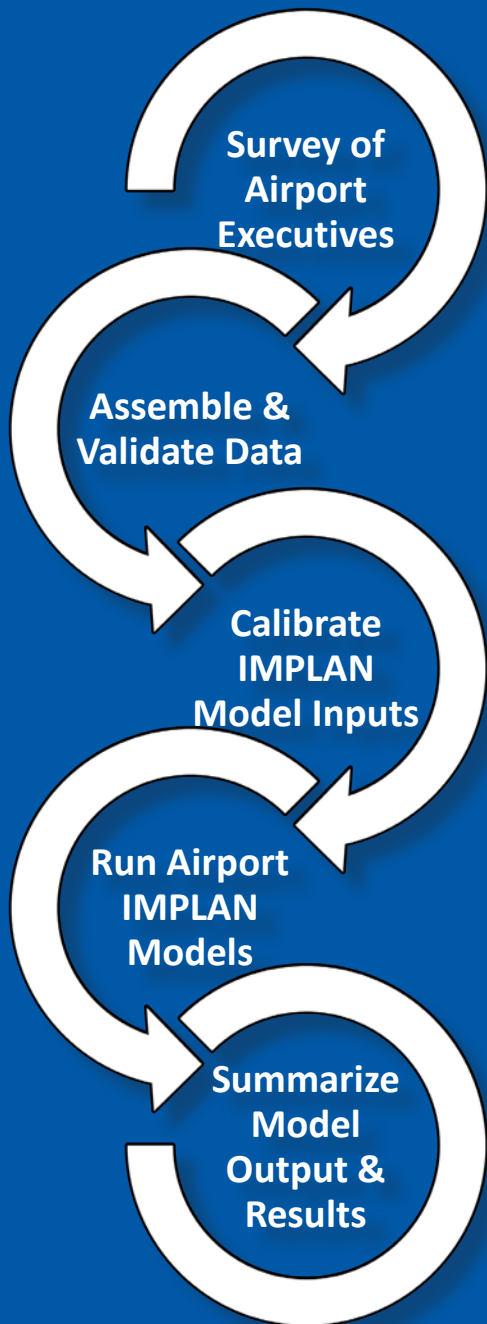 Survey of
Airport
Executives
Assemble &
Validate Data
Calibrate
IMPLAN
Model Inputs
Run Airport
IMPLAN
Models
Summarize
Model
Output &
Results